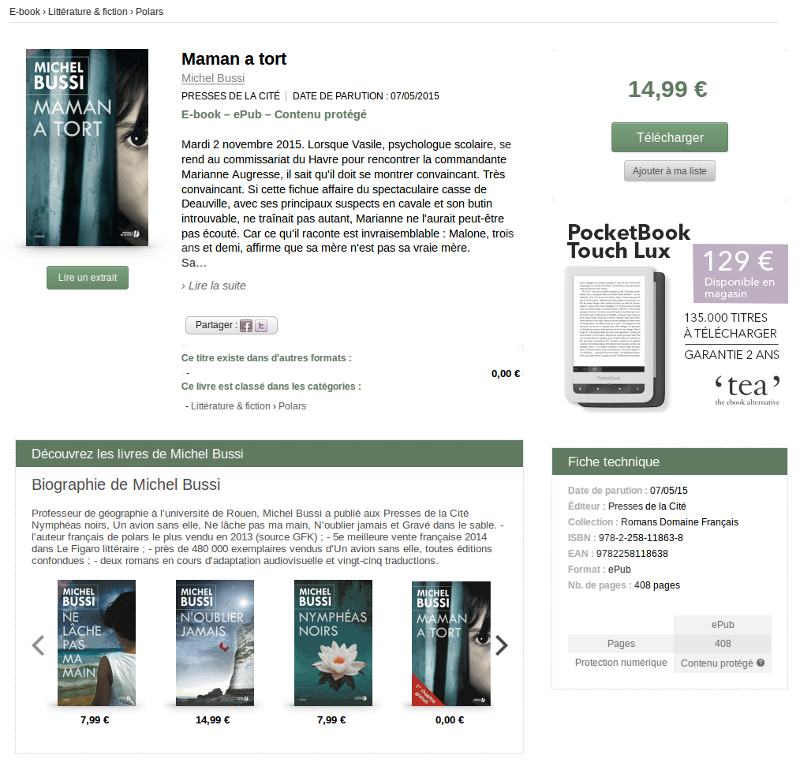 E-book › Littérature & fiction › Polars
MICHEL
BUSSI
MAMAN
A TORT
Lire un extrait
Maman a tort
Michel Bussi
PRESSES DE LA CITÉ | DATE DE PARUTION : 07/05/2015
E-book – ePub – Contenu protégé
Mardi 2 novembre 2015. Lorsque Vasile, psychologue scolaire, se
rend au commissariat du Havre pour rencontrer la commandante
Marianne Augresse, il sait qu'il doit se montrer convaincant. Très
convaincant. Si cette fichue affaire du spectaculaire casse de
Deauville, avec ses principaux suspects en cavale et son butin
introuvable, ne traînait pas autant, Marianne ne l'aurait peut-être
pas écouté. Car ce qu'il raconte est invraisemblable : Malone, trois
ans et demi, affirme que sa mère n'est pas sa vraie mère.
Sa…
› Lire la suite
Partager :
Ce titre existe dans d'autres formats :
- 0,00 €
Ce livre est classé dans les catégories :
- Littérature & fiction › Polars
14,99 €
Télécharger
Ajouter à ma liste
PocketBook
Touch Lux
129 €
Disponible en
magasin
135.000 TITRES
À TÉLÉCHARGER
GARANTIE 2 ANS
‘tea’
the ebook alternative
Découvrez les livres de Michel Bussi
Biographie de Michel Bussi
Professeur de géographie à l'université de Rouen, Michel Bussi a publié aux Presses de la Cité
Nymphéas noirs, Un avion sans elle, Ne lâche pas ma main, N'oublier jamais et Gravé dans le sable. -
l'auteur français de polars le plus vendu en 2013 (source GFK) ; - 5e meilleure vente française 2014
dans Le Figaro littéraire ; - près de 480 000 exemplaires vendus d'Un avion sans elle, toutes éditions
confondues ; - deux romans en cours d'adaptation audiovisuelle et vingt-cinq traductions.
MICHEL
BUSSI
NE
LÂCHE
PAS
MA
MAIN
7,99 €
MICHEL
BUSSI
N'OUBLIER
JAMAIS
14,99 €
MICHEL
BUSSI
NYMPHÉAS
NOIRS
7,99 €
MICHEL
BUSSI
MAMAN
A TORT
0,00 €
Fiche technique
Date de parution : 07/05/15
Éditeur : Presses de la Cité
Collection : Romans Domaine Français
ISBN : 978-2-258-11863-8
EAN : 9782258118638
Format : ePub
Nb. de pages : 408 pages
ePub
Pages 408
Protection numérique Contenu protégé ?